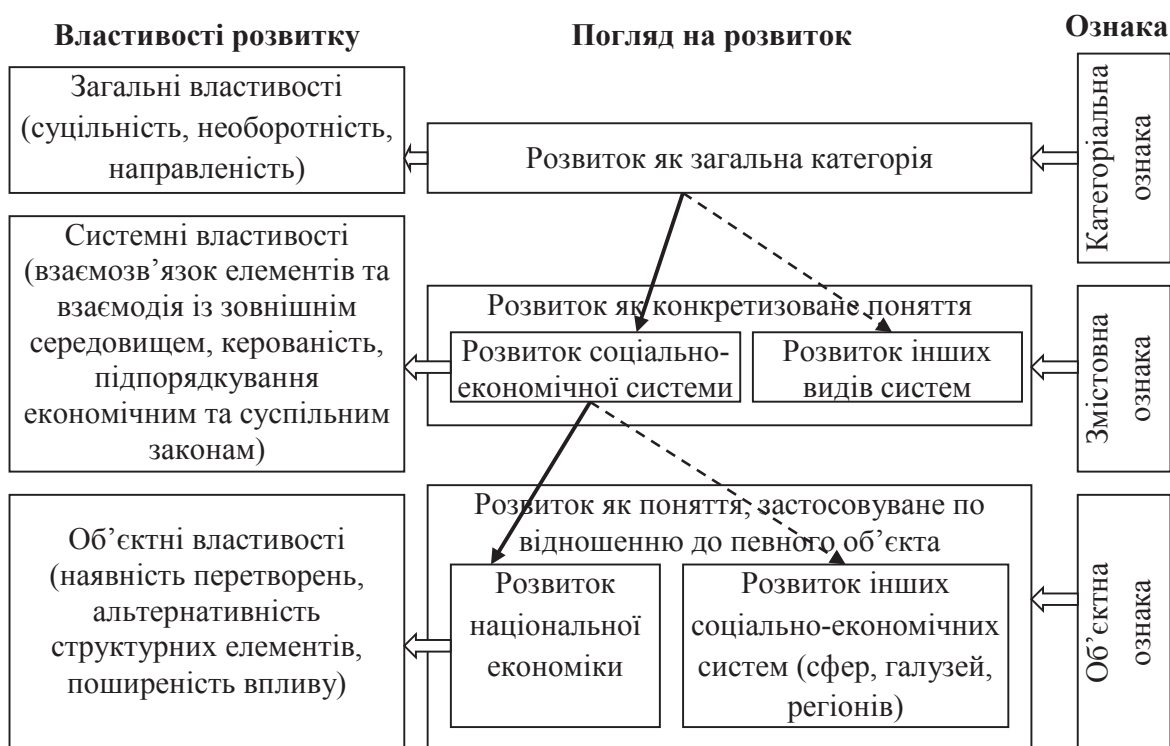 Властивості розвитку
Погляд на розвиток
Ознака
Загальні властивості
(суцільність, необоротність,
направленість)
Розвиток як загальна категорія
Категоріальна
ознака
Системні властивості
(взаємозв’язок елементів та
взаємодія із зовнішнім
середовищем, керованість,
підпорядкування
економічним та суспільним
законам)
Розвиток як конкретизоване поняття
Розвиток соціально-
економічної системи
Розвиток інших
видів систем
Змістовна
ознака
Об’єктні властивості
(наявність перетворень,
альтернативність
структурних елементів,
поширеність впливу)
Розвиток як поняття, застосовуване по
відношенню до певного об’єкта
Розвиток
національної
економіки
Розвиток інших
соціально-економічних
систем (сфер, галузей,
регіонів)
Об’єктна
ознака